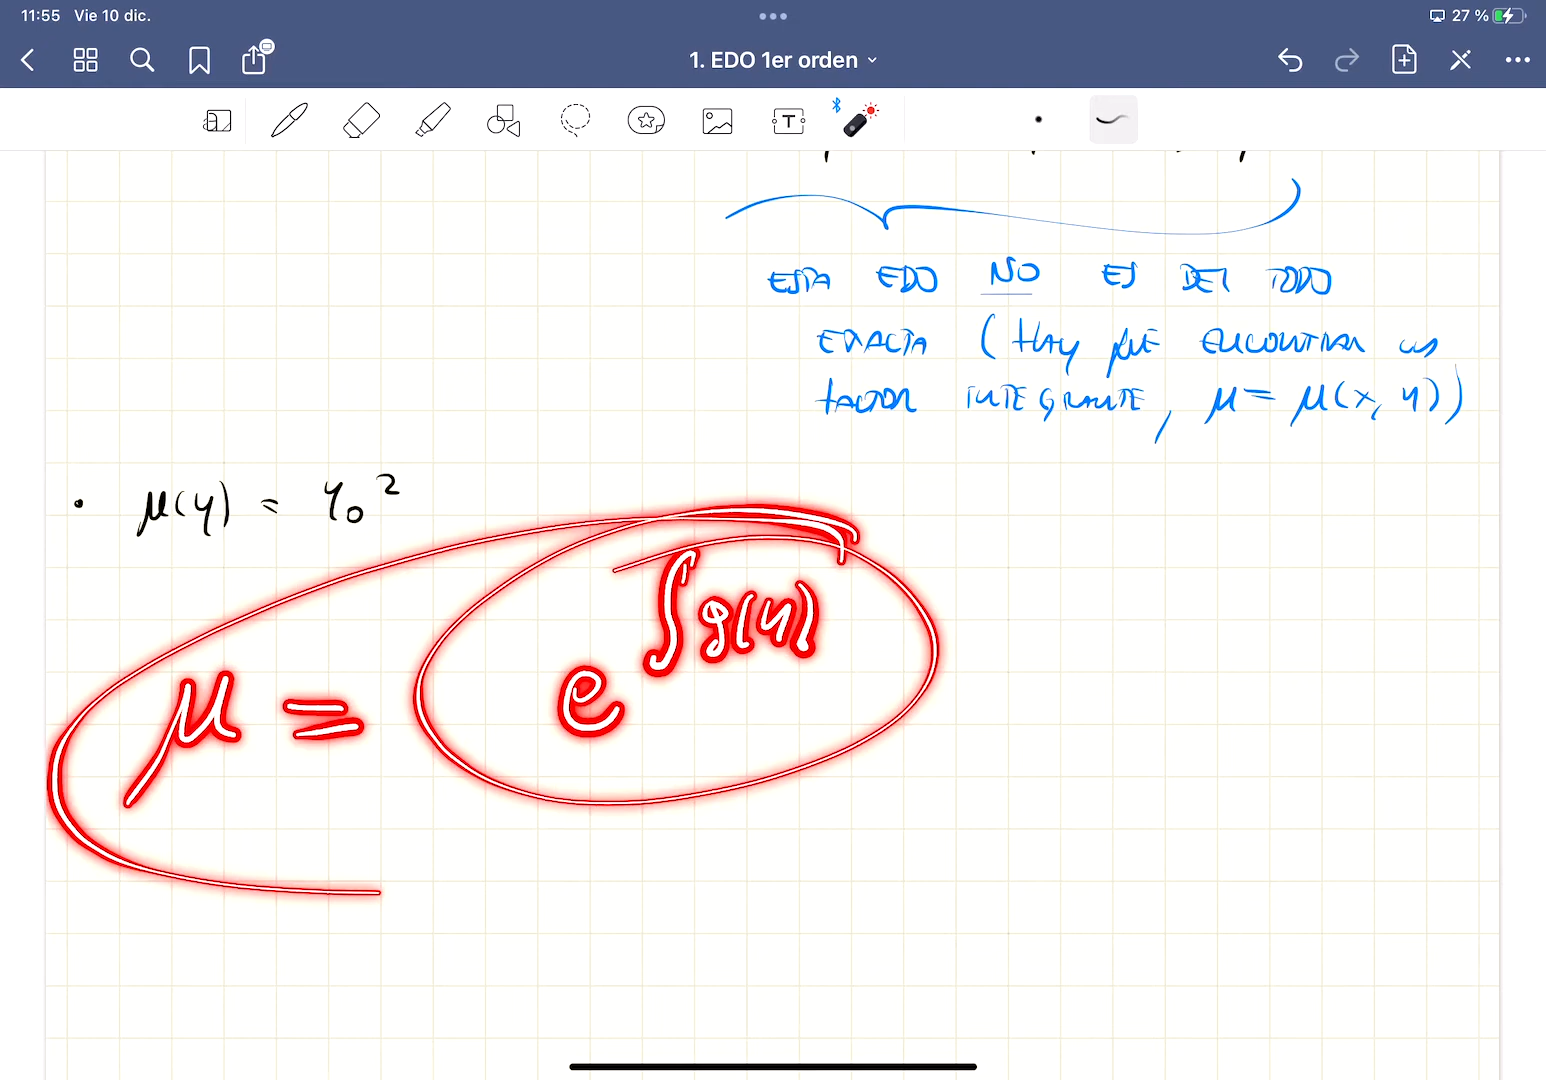 11:55 Vie 10 dic. 27 %
1. EDO 1er orden
T
ESTA EDO NO ES DEL TODO
EXACTA (HAY QUE ENCONTRAR UN
FACTOR INTEGRANTE, μ = μ(x, y))
· μ(y) = y₀²
μ = e^∫g(y)